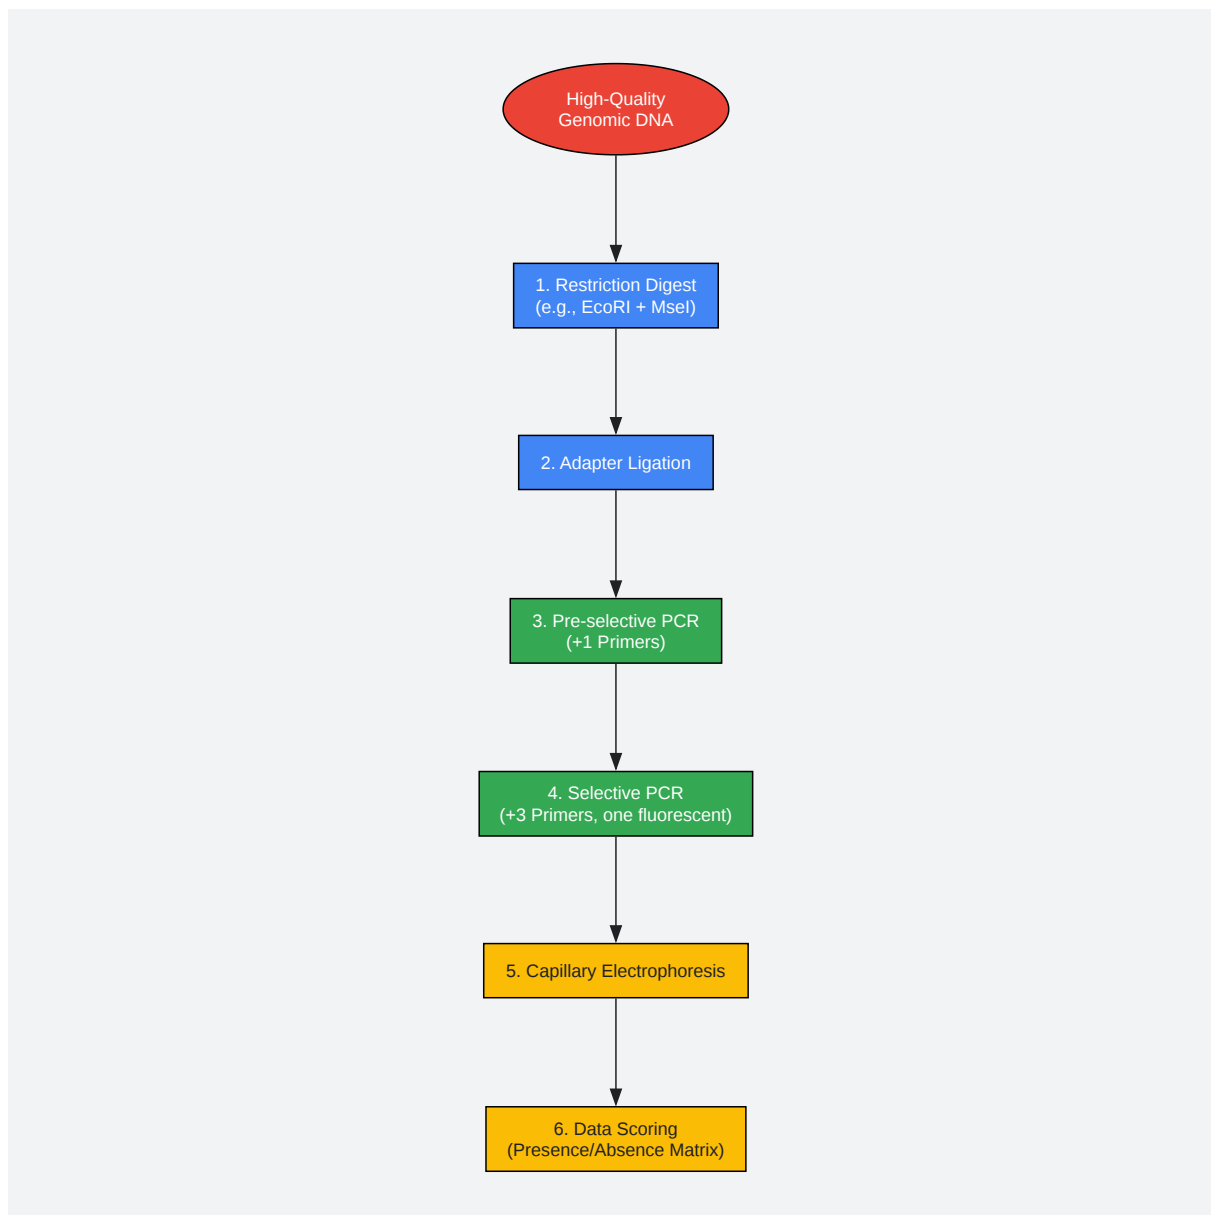 High-Quality
Genomic DNA
1. Restriction Digest
(e.g., EcoRI + MseI)
2. Adapter Ligation
3. Pre-selective PCR
(+1 Primers)
4. Selective PCR
(+3 Primers, one fluorescent)
5. Capillary Electrophoresis
6. Data Scoring
(Presence/Absence Matrix)